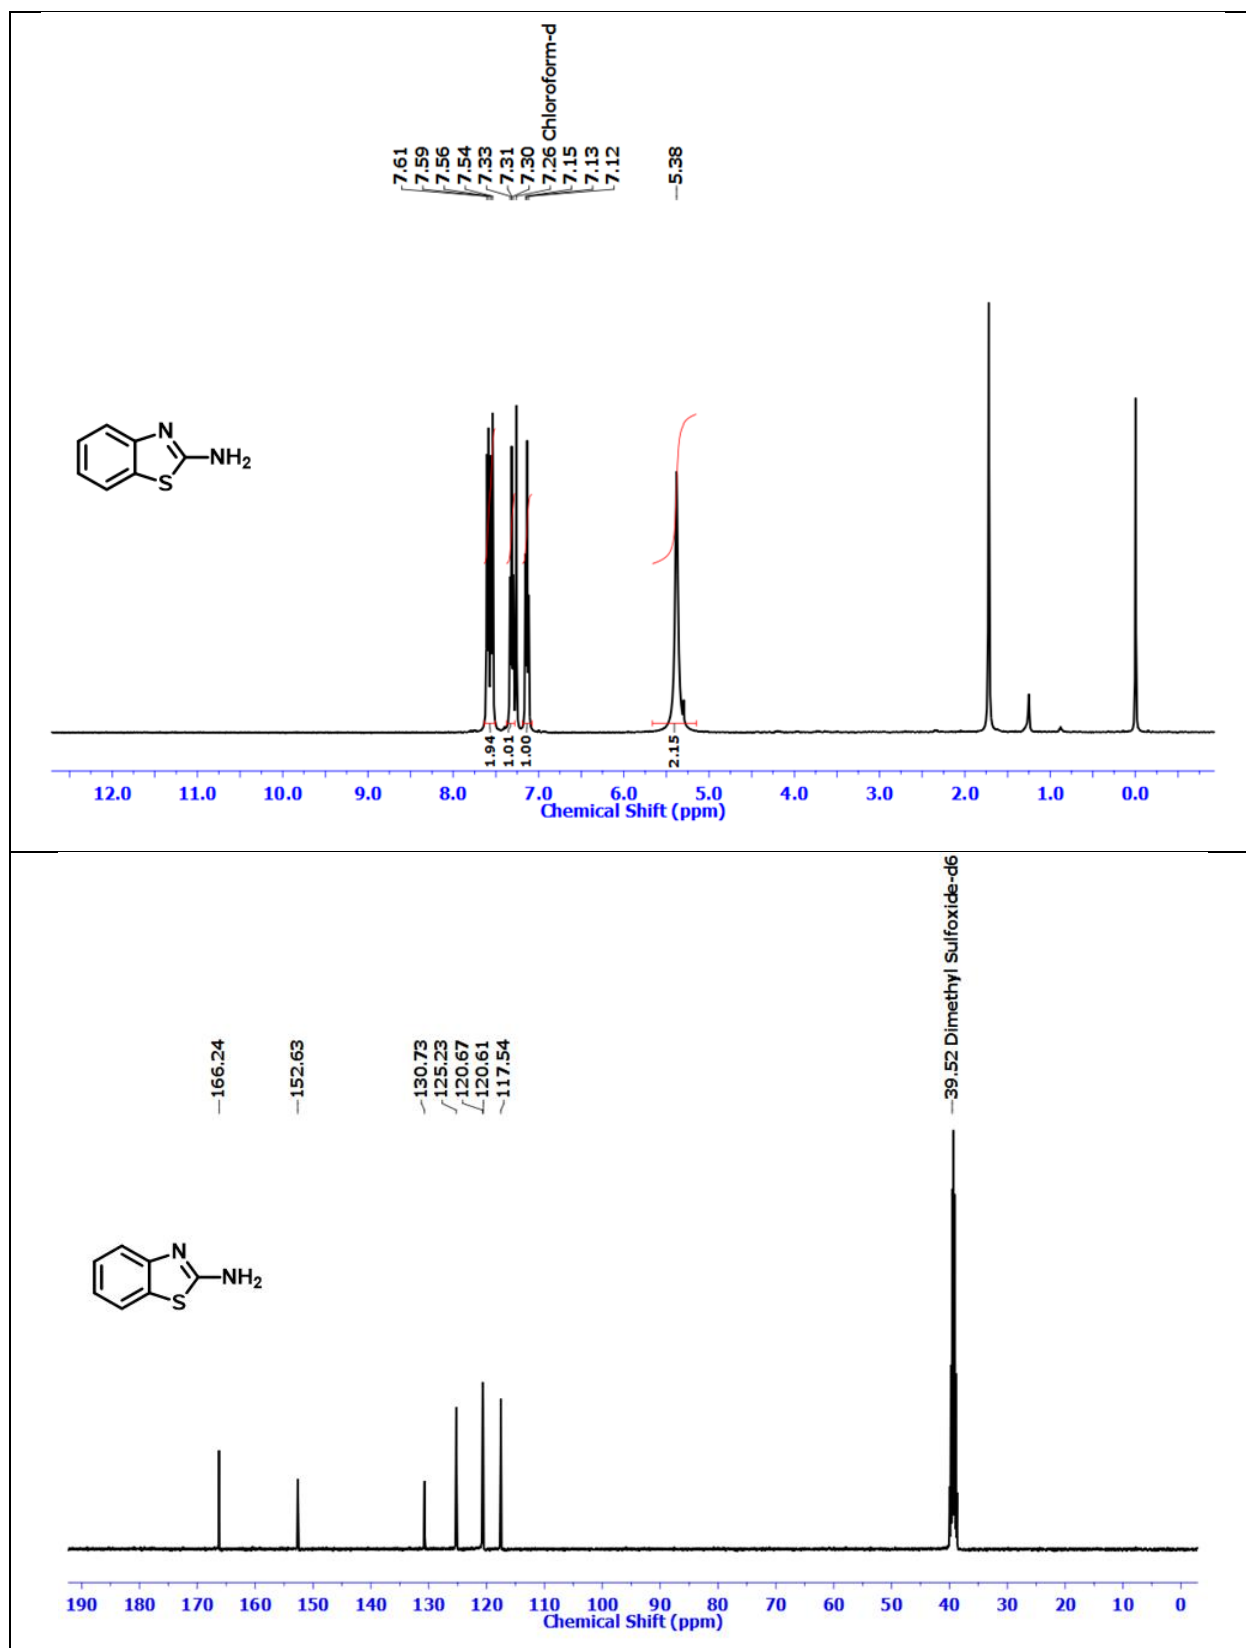 7.61
7.59
7.56
7.54
7.33
7.31
7.30
7.26 Chloroform-d
7.15
7.13
7.12
5.38
N
NH2
S
1.94
1.01
1.00
2.15
12.0 11.0 10.0 9.0 8.0 7.0 6.0 5.0 4.0 3.0 2.0 1.0 0.0
Chemical Shift (ppm)
166.24
152.63
130.73
125.23
120.67
120.61
117.54
39.52 Dimethyl Sulfoxide-d6
N
NH2
S
190 180 170 160 150 140 130 120 110 100 90 80 70 60 50 40 30 20 10 0
Chemical Shift (ppm)